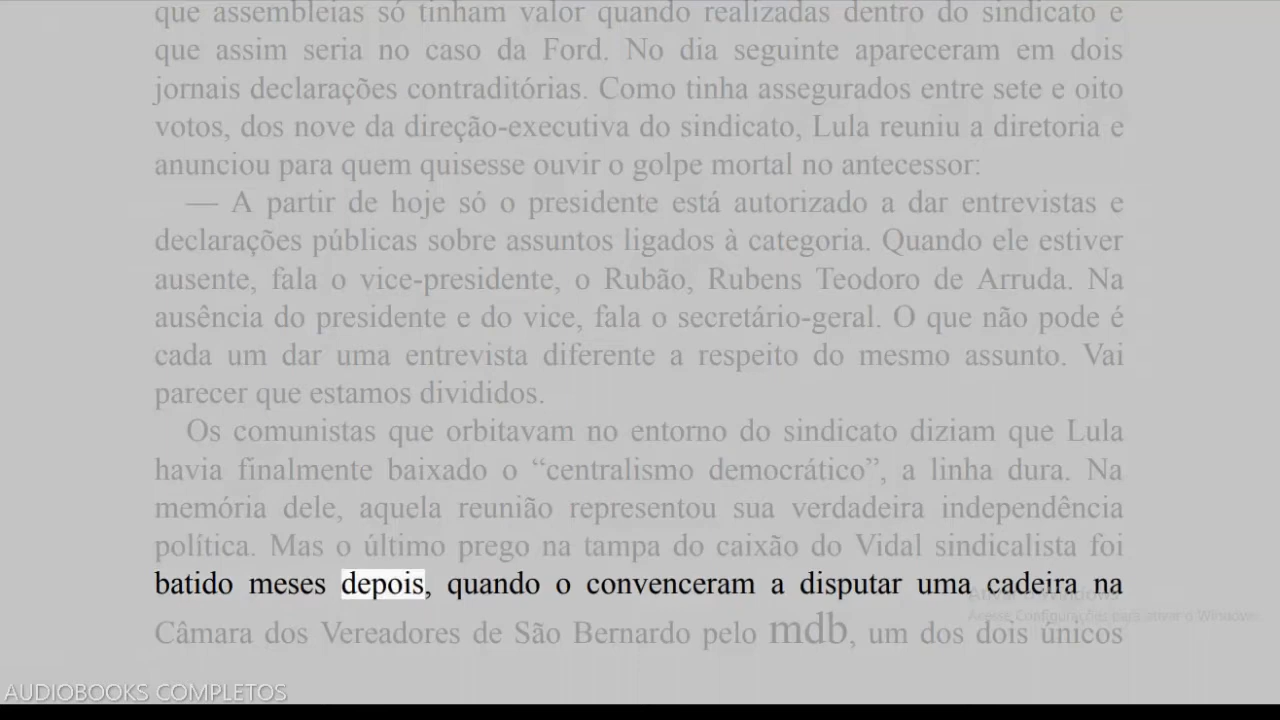 que assembleias só tinham valor quando realizadas dentro do sindicato e
que assim seria no caso da Ford. No dia seguinte apareceram em dois
jornais declarações contraditórias. Como tinha assegurados entre sete e oito
votos, dos nove da direção-executiva do sindicato, Lula reuniu a diretoria e
anunciou para quem quisesse ouvir o golpe mortal no antecessor:
— A partir de hoje só o presidente está autorizado a dar entrevistas e
declarações públicas sobre assuntos ligados à categoria. Quando ele estiver
ausente, fala o vice-presidente, o Rubão, Rubens Teodoro de Arruda. Na
ausência do presidente e do vice, fala o secretário-geral. O que não pode é
cada um dar uma entrevista diferente a respeito do mesmo assunto. Vai
parecer que estamos divididos.
Os comunistas que orbitavam no entorno do sindicato diziam que Lula
havia finalmente baixado o “centralismo democrático”, a linha dura. Na
memória dele, aquela reunião representou sua verdadeira independência
política. Mas o último prego na tampa do caixão do Vidal sindicalista foi
batido meses depois, quando o convenceram a disputar uma cadeira na
Ativar o Windows
Acesse Configurações para ativar o Windows.
Câmara dos Vereadores de São Bernardo pelo mdb, um dos dois únicos
AUDIOBOOKS COMPLETOS